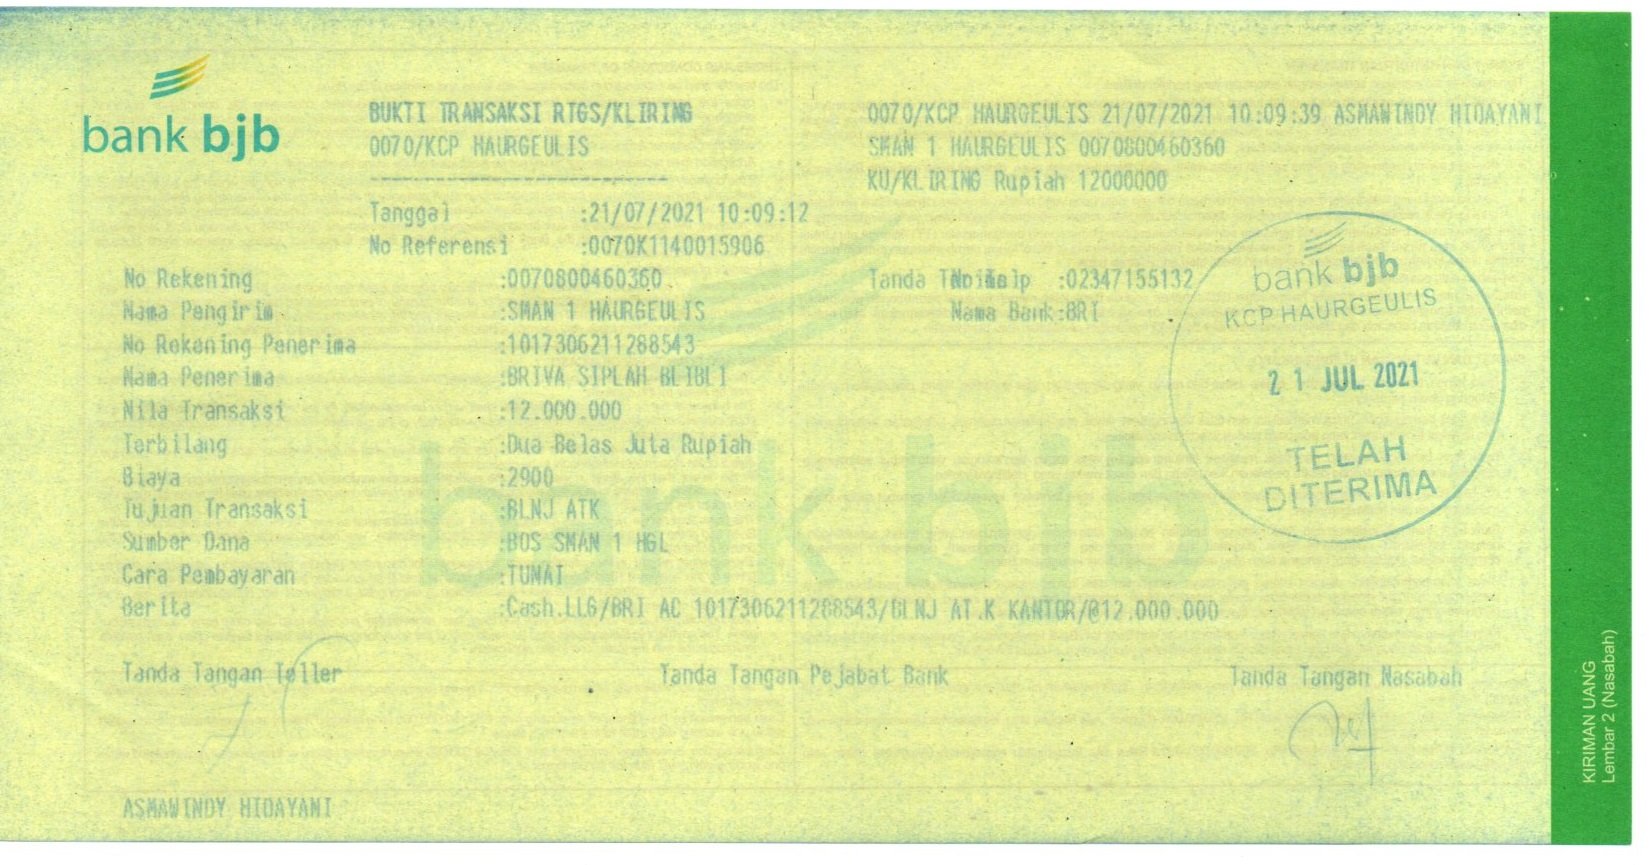 bank bjb
BUKTI TRANSAKSI RTGS/KLIRING
0070/KCP HAURGEULIS
0070/KCP HAURGEULIS 21/07/2021 10:09:39 ASMAWINDY HIDAYANI
SMAN 1 HAURGEULIS 0070800460360
KU/KLIRING Rupiah 12000000
Tanggal :21/07/2021 10:09:12
No Referensi :0070K1140015906
No Rekening :0070800460360
Nama Pengirim :SMAN 1 HAURGEULIS
No Rekening Penerima :1017306211288543
Nama Penerima :BRIVA SIPLAH BLIBLI
Nila Transaksi :12.000.000
Terbilang :Dua Belas Juta Rupiah
Biaya :2900
Tujuan Transaksi :BLNJ ATK
Sumber Dana :BOS SMAN 1 HGL
Cara Pembayaran :TUNAI
Berita :Cash.LLG/BRI AC 1017306211288543/BLNJ AT.K KANTOR/@12.000.000
Tanda :02347155132
Nama Bank:BRI
bank bjb
KCP HAURGEULIS
21 JUL 2021
TELAH
DITERIMA
bank bjb
Tanda Tangan Teller Tanda Tangan Pejabat Bank Tanda Tangan Nasabah
ASMAWINDY HIDAYANI
KIRIMAN UANG
Lembar 2 (Nasabah)